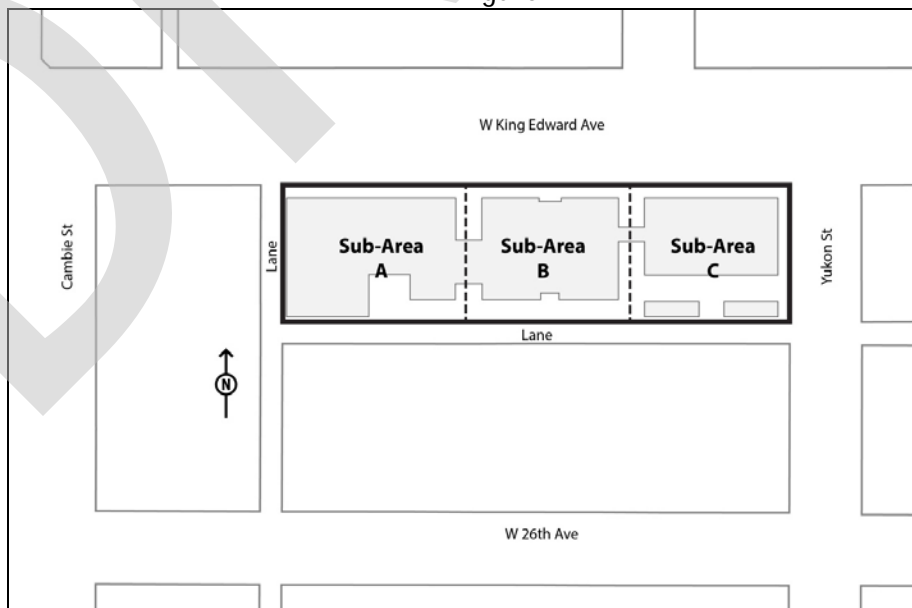 W King Edward Ave
Cambie St
Lane
Sub-Area
A
Sub-Area
B
Sub-Area
C
Yukon St
Lane
N
W 26th Ave